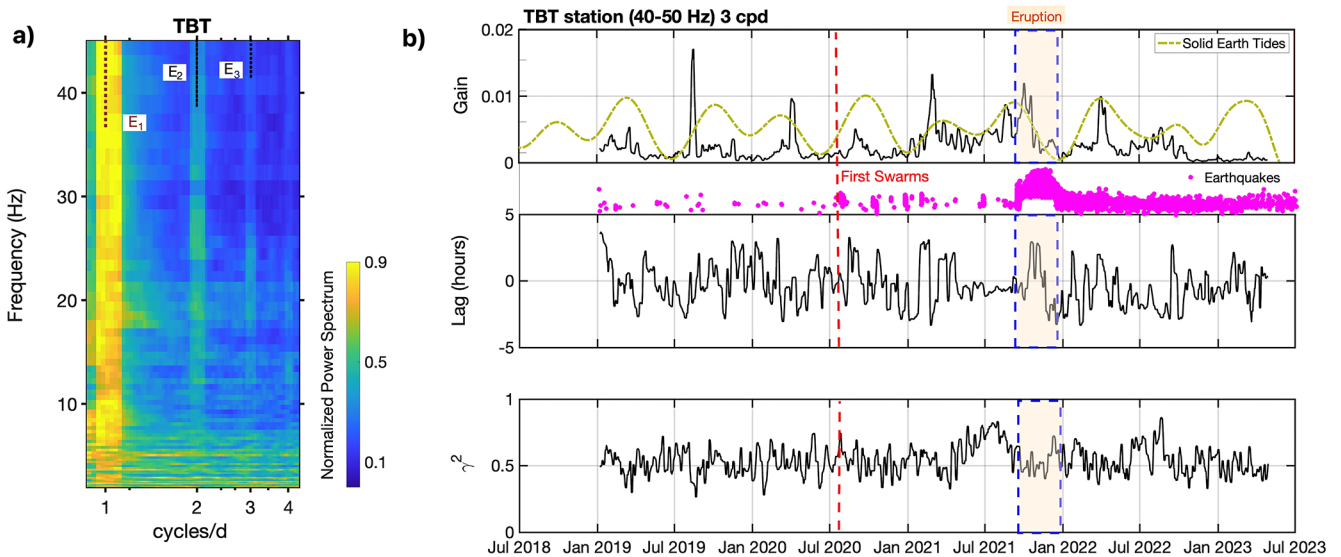 a)
TBT
E1
E2
E3
40
30
20
10
Frequency (Hz)
1
2
3
4
cycles/d
0.9
0.5
0.1
Normalized Power Spectrum
b)
TBT station (40-50 Hz) 3 cpd
Eruption
Solid Earth Tides
0.02
0.01
0
Gain
First Swarms
Earthquakes
5
0
-5
Lag (hours)
1
0.5
0
γ2
Jul 2018
Jan 2019
Jul 2019
Jan 2020
Jul 2020
Jan 2021
Jul 2021
Jan 2022
Jul 2022
Jan 2023
Jul 2023